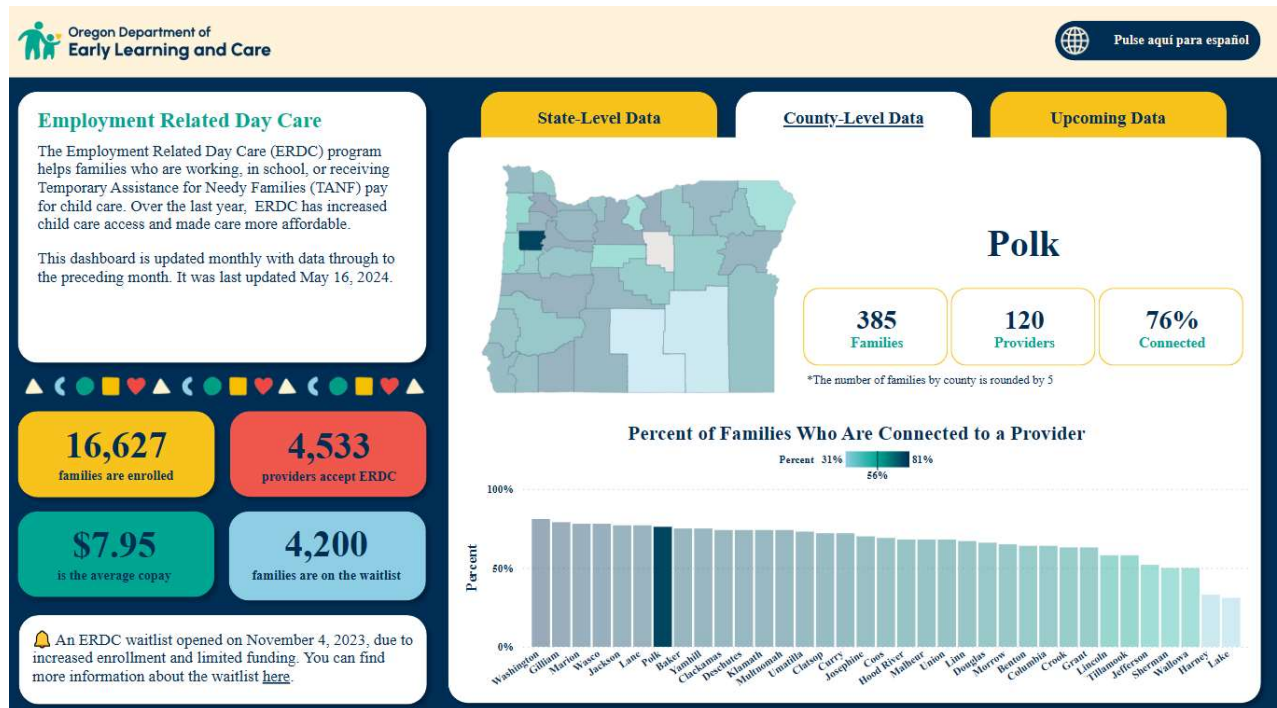 Oregon Department of
Early Learning and Care
Pulse aquí para español
Employment Related Day Care
The Employment Related Day Care (ERDC) program
helps families who are working, in school, or receiving
Temporary Assistance for Needy Families (TANF) pay
for child care. Over the last year, ERDC has increased
child care access and made care more affordable.
This dashboard is updated monthly with data through to
the preceding month. It was last updated May 16, 2024.
16,627
families are enrolled
4,533
providers accept ERDC
$7.95
is the average copay
4,200
families are on the waitlist
An ERDC waitlist opened on November 4, 2023, due to
increased enrollment and limited funding. You can find
more information about the waitlist here.
State-Level Data
County-Level Data
Upcoming Data
Polk
385
Families
120
Providers
76%
Connected
*The number of families by county is rounded by 5
Percent of Families Who Are Connected to a Provider
Percent 31% 81%
56%
100%
50%
0%
Percent
Washington
Gilliam
Marion
Wasco
Jackson
Lane
Polk
Baker
Yamhill
Clackamas
Deschutes
Klamath
Multnomah
Umatilla
Clatsop
Curry
Josephine
Coos
Hood River
Malheur
Union
Linn
Douglas
Morrow
Benton
Columbia
Crook
Grant
Lincoln
Tillamook
Jefferson
Sherman
Wallowa
Harney
Lake